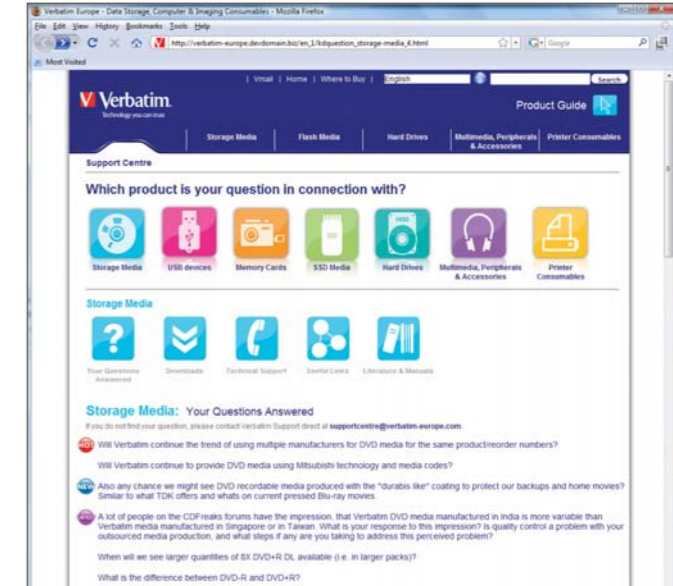 Verbatim Europe - Data Storage, Computer & Imaging Consumables - Mozilla Firefox
File Edit View History Bookmarks Tools Help
http://verbatim-europe.devdomain.biz/en_1/kdquestion_storage-media_4.html
Google
Most Visited
| Vmail | Home | Where to Buy | English Search
Verbatim.
Technology you can trust
Product Guide
Storage Media Flash Media Hard Drives Multimedia, Peripherals Printer Consumables
& Accessories
Support Centre
Which product is your question in connection with?
SSD HDD
Storage Media USB devices Memory Cards SSD Media Hard Drives Multimedia, Peripherals Printer
& Accessories Consumables
Storage Media
?
Your Questions Downloads Technical Support Useful Links Literature & Manuals
Answered
Storage Media: Your Questions Answered
If you do not find your question, please contact Verbatim Support direct at supportcentre@verbatim-europe.com.
HOT Will Verbatim continue the trend of using multiple manufacturers for DVD media for the same product/reorder numbers?
Will Verbatim continue to provide DVD media using Mitsubishi technology and media codes?
NEW Also any chance we might see DVD recordable media produced with the "durabis like" coating to protect our backups and home movies?
Similar to what TDK offers and whats on current pressed Blu-ray movies
A lot of people on the CDFreaks forums have the impression, that Verbatim DVD media manufactured in India is more variable than
Verbatim media manufactured in Singapore or in Taiwan. What is your response to this impression? Is quality control a problem with your
outsourced media production, and what steps if any are you taking to address this perceived problem?
When will we see larger quantities of 8X DVD+R DL available (i.e. in larger packs)?
What is the difference between DVD-R and DVD+R?